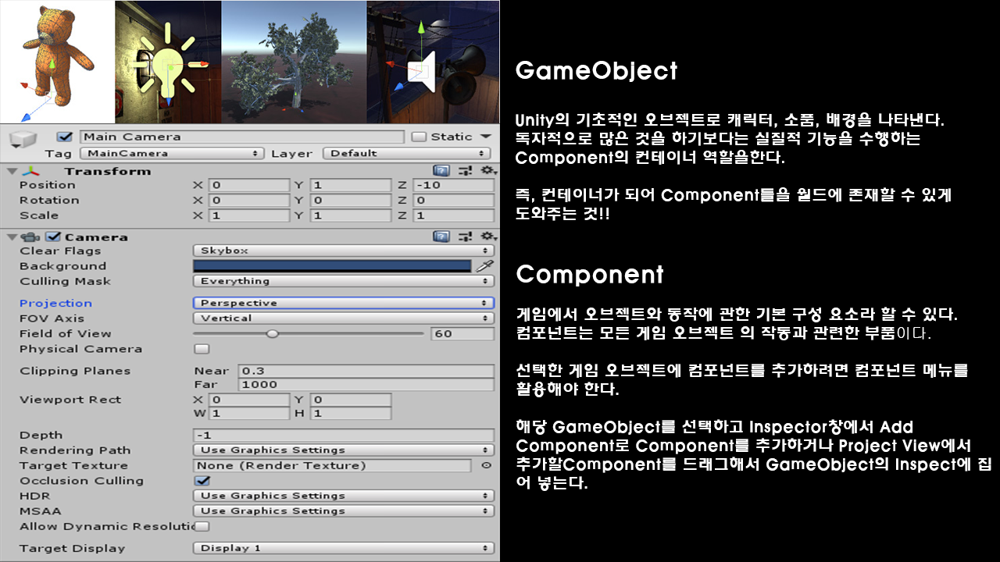 Main Camera
Static
Tag MainCamera Layer Default
Transform
Position X 0 Y 1 Z -10
Rotation X 0 Y 0 Z 0
Scale X 1 Y 1 Z 1
Camera
Clear Flags Skybox
Background
Culling Mask Everything
Projection Perspective
FOV Axis Vertical
Field of View 60
Physical Camera
Clipping Planes Near 0.3
Far 1000
Viewport Rect X 0 Y 0
W 1 H 1
Depth -1
Rendering Path Use Graphics Settings
Target Texture None (Render Texture)
Occlusion Culling
HDR Use Graphics Settings
MSAA Use Graphics Settings
Allow Dynamic Resolutio
Target Display Display 1
GameObject
Unity의 기초적인 오브젝트로 캐릭터, 소품, 배경을 나타낸다.
독자적으로 많은 것을 하기보다는 실질적 기능을 수행하는
Component의 컨테이너 역할을한다.
즉, 컨테이너가 되어 Component들을 월드에 존재할 수 있게
도와주는 것!!
Component
게임에서 오브젝트와 동작에 관한 기본 구성 요소라 할 수 있다.
컴포넌트는 모든 게임 오브젝트 의 작동과 관련한 부품이다.
선택한 게임 오브젝트에 컴포넌트를 추가하려면 컴포넌트 메뉴를
활용해야 한다.
해당 GameObject를 선택하고 Inspector창에서 Add
Component로 Component를 추가하거나 Project View에서
추가할Component를 드래그해서 GameObject의 Inspect에 집
어 넣는다.